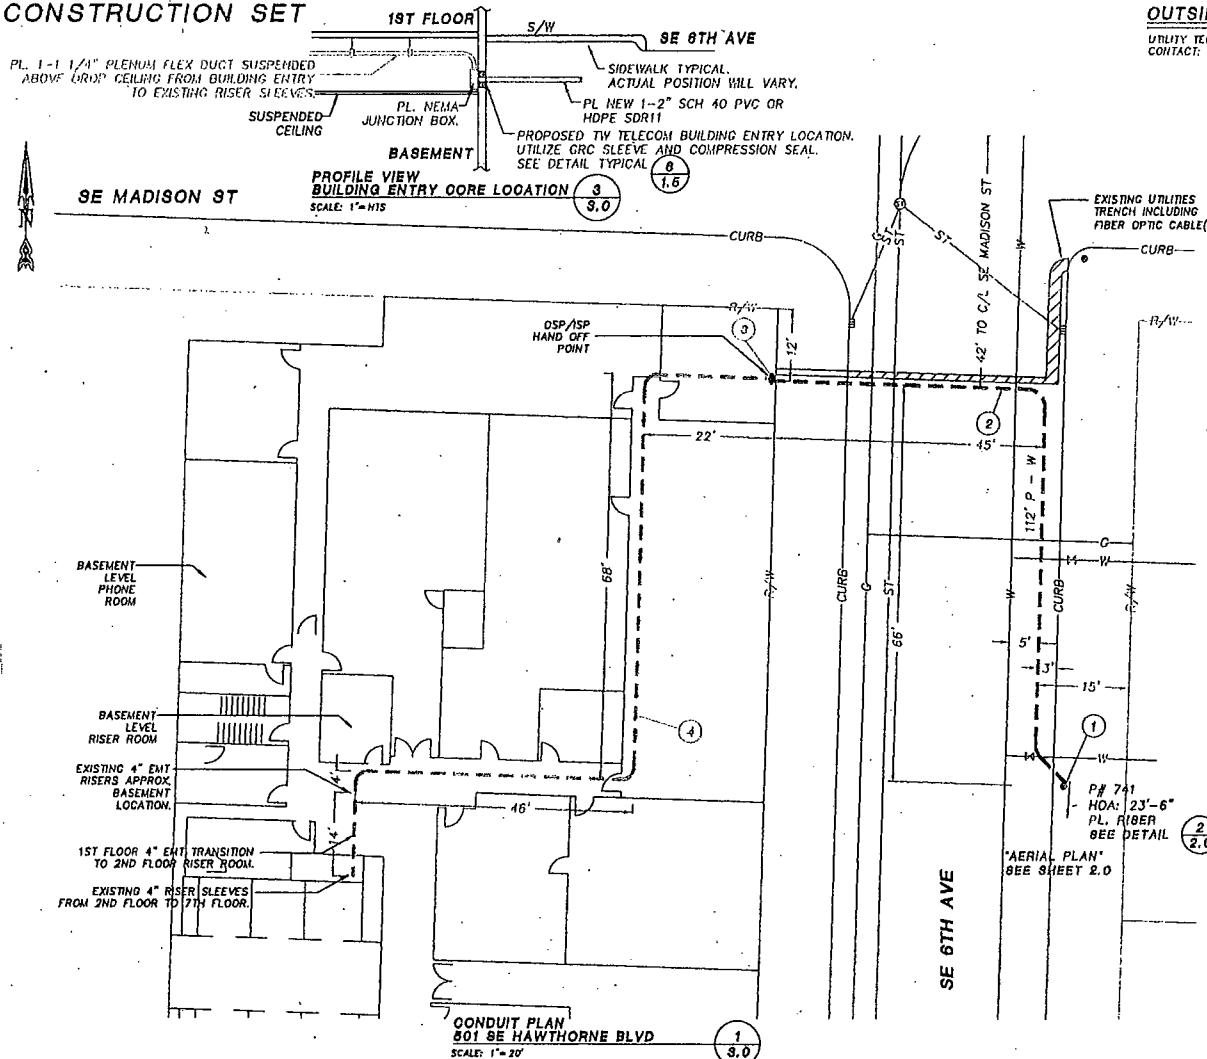 CONSTRUCTION SET
1ST FLOOR
S/W
SE 6TH AVE
OUTSI
UTILITY TE
CONTACT:
PL. 1-1 1/4" PLENUM FLEX DUCT SUSPENDED
ABOVE DROP CEILING FROM BUILDING ENTRY
TO EXISTING RISER SLEEVES.
SUSPENDED
CEILING
PL. NEMA
JUNCTION BOX.
SIDEWALK TYPICAL.
ACTUAL POSITION WILL VARY.
PL NEW 1-2" SCH 40 PVC OR
HDPE SDR11
PROPOSED TW TELECOM BUILDING ENTRY LOCATION.
UTILIZE GRC SLEEVE AND COMPRESSION SEAL.
SEE DETAIL TYPICAL
6
1.5
BASEMENT
PROFILE VIEW
BUILDING ENTRY CORE LOCATION
SCALE: 1"=NTS
3
3.0
N
SE MADISON ST
CURB
ST
G
ST
ST
ST
42' TO C/L SE MADISON ST
W
EXISTING UTILITIES
TRENCH INCLUDING
FIBER OPTIC CABLE(
CURB
R/W
R/W
OSP/ISP
HAND OFF
POINT
3
12'
2
22'
45'
112' P - W
G
W
BASEMENT
LEVEL
PHONE
ROOM
68'
R/W
CURB
G
ST
W
CURB
R/W
66'
5'
3'
15'
BASEMENT
LEVEL
RISER ROOM
4
1
W
EXISTING 4" EMT
RISERS APPROX.
BASEMENT
LOCATION.
4'
46'
14'
P# 741
HOA: 23'-6"
PL. RISER
SEE DETAIL
2
2.0
1ST FLOOR 4" EMT TRANSITION
TO 2ND FLOOR RISER ROOM.
"AERIAL PLAN"
SEE SHEET 2.0
EXISTING 4" RISER SLEEVES
FROM 2ND FLOOR TO 7TH FLOOR.
SE 6TH AVE
CONDUIT PLAN
501 SE HAWTHORNE BLVD
SCALE: 1"=20'
1
3.0